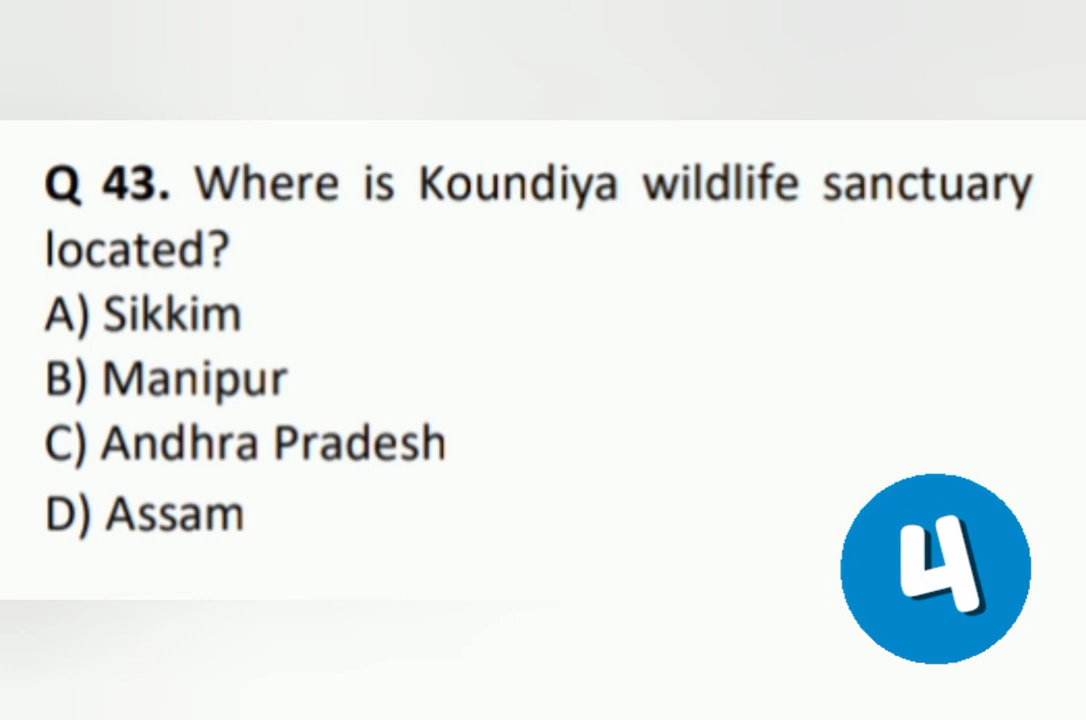 Q 43. Where is Koundiya wildlife sanctuary
located?
A) Sikkim
B) Manipur
C) Andhra Pradesh
D) Assam
4